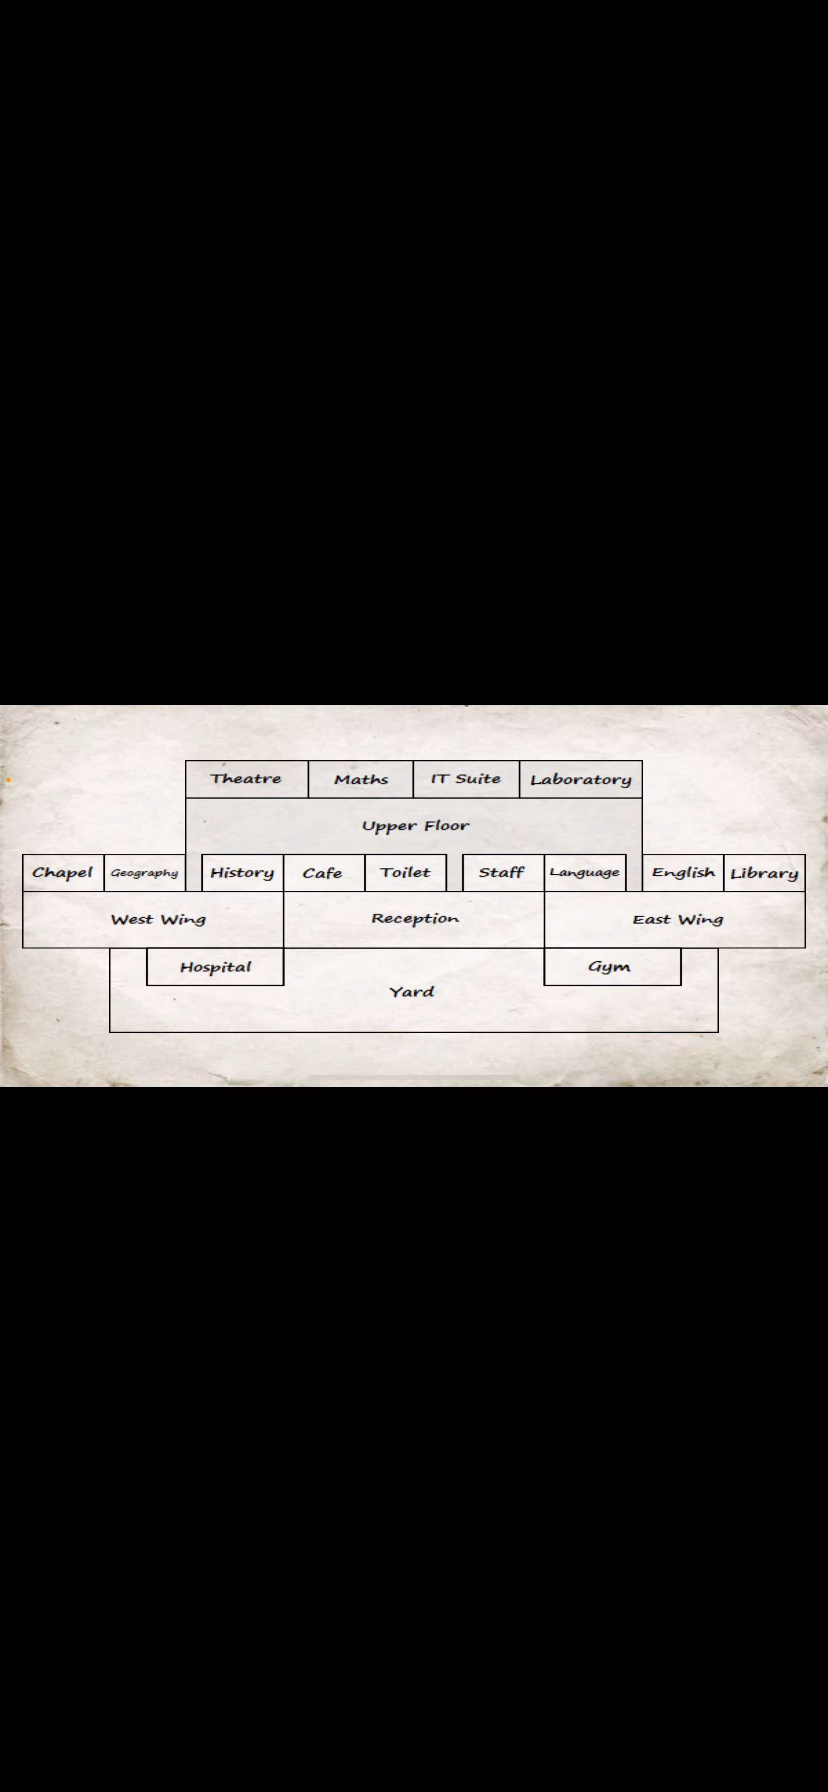 Theatre Maths IT Suite Laboratory
Upper Floor
Chapel Geography History Cafe Toilet Staff Language English Library
West Wing Reception East Wing
Hospital Gym
Yard